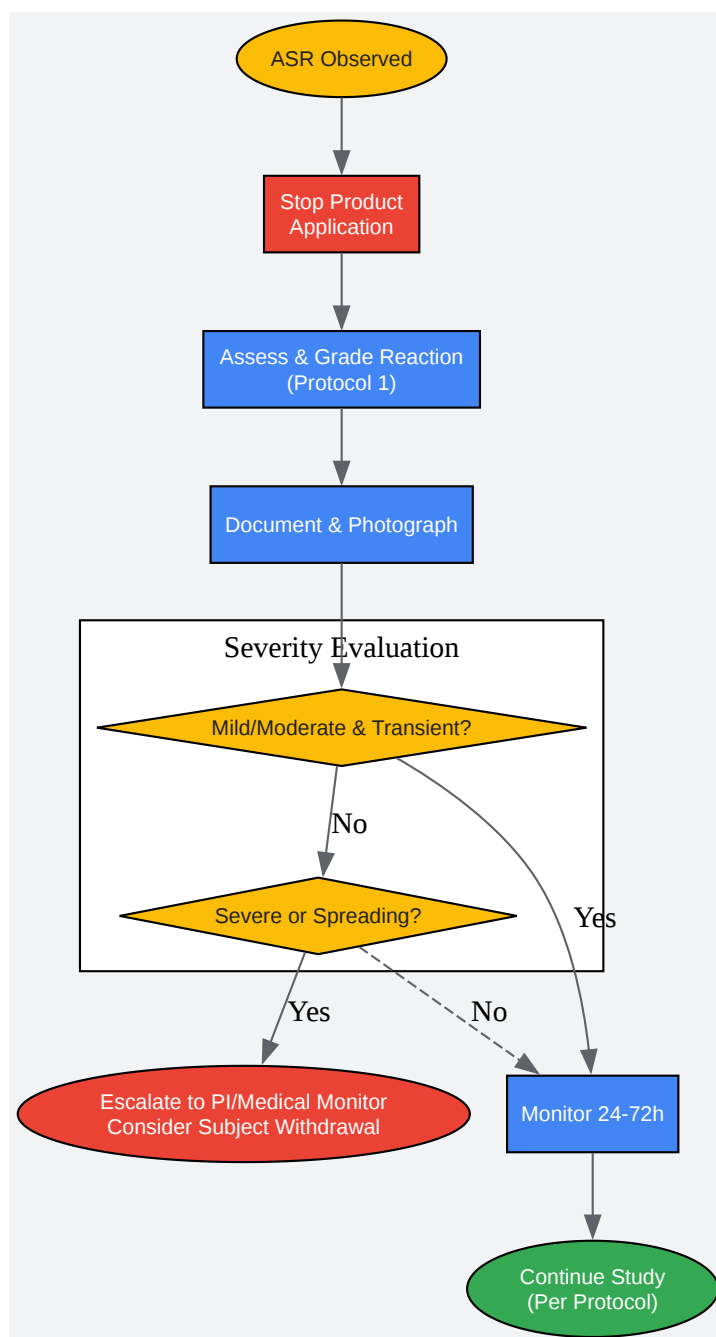 ASR Observed
Stop Product
Application
Assess & Grade Reaction
(Protocol 1)
Document & Photograph
Severity Evaluation
Mild/Moderate & Transient?
No
Severe or Spreading?
Yes
Yes
No
Escalate to PI/Medical Monitor
Consider Subject Withdrawal
Monitor 24-72h
Continue Study
(Per Protocol)